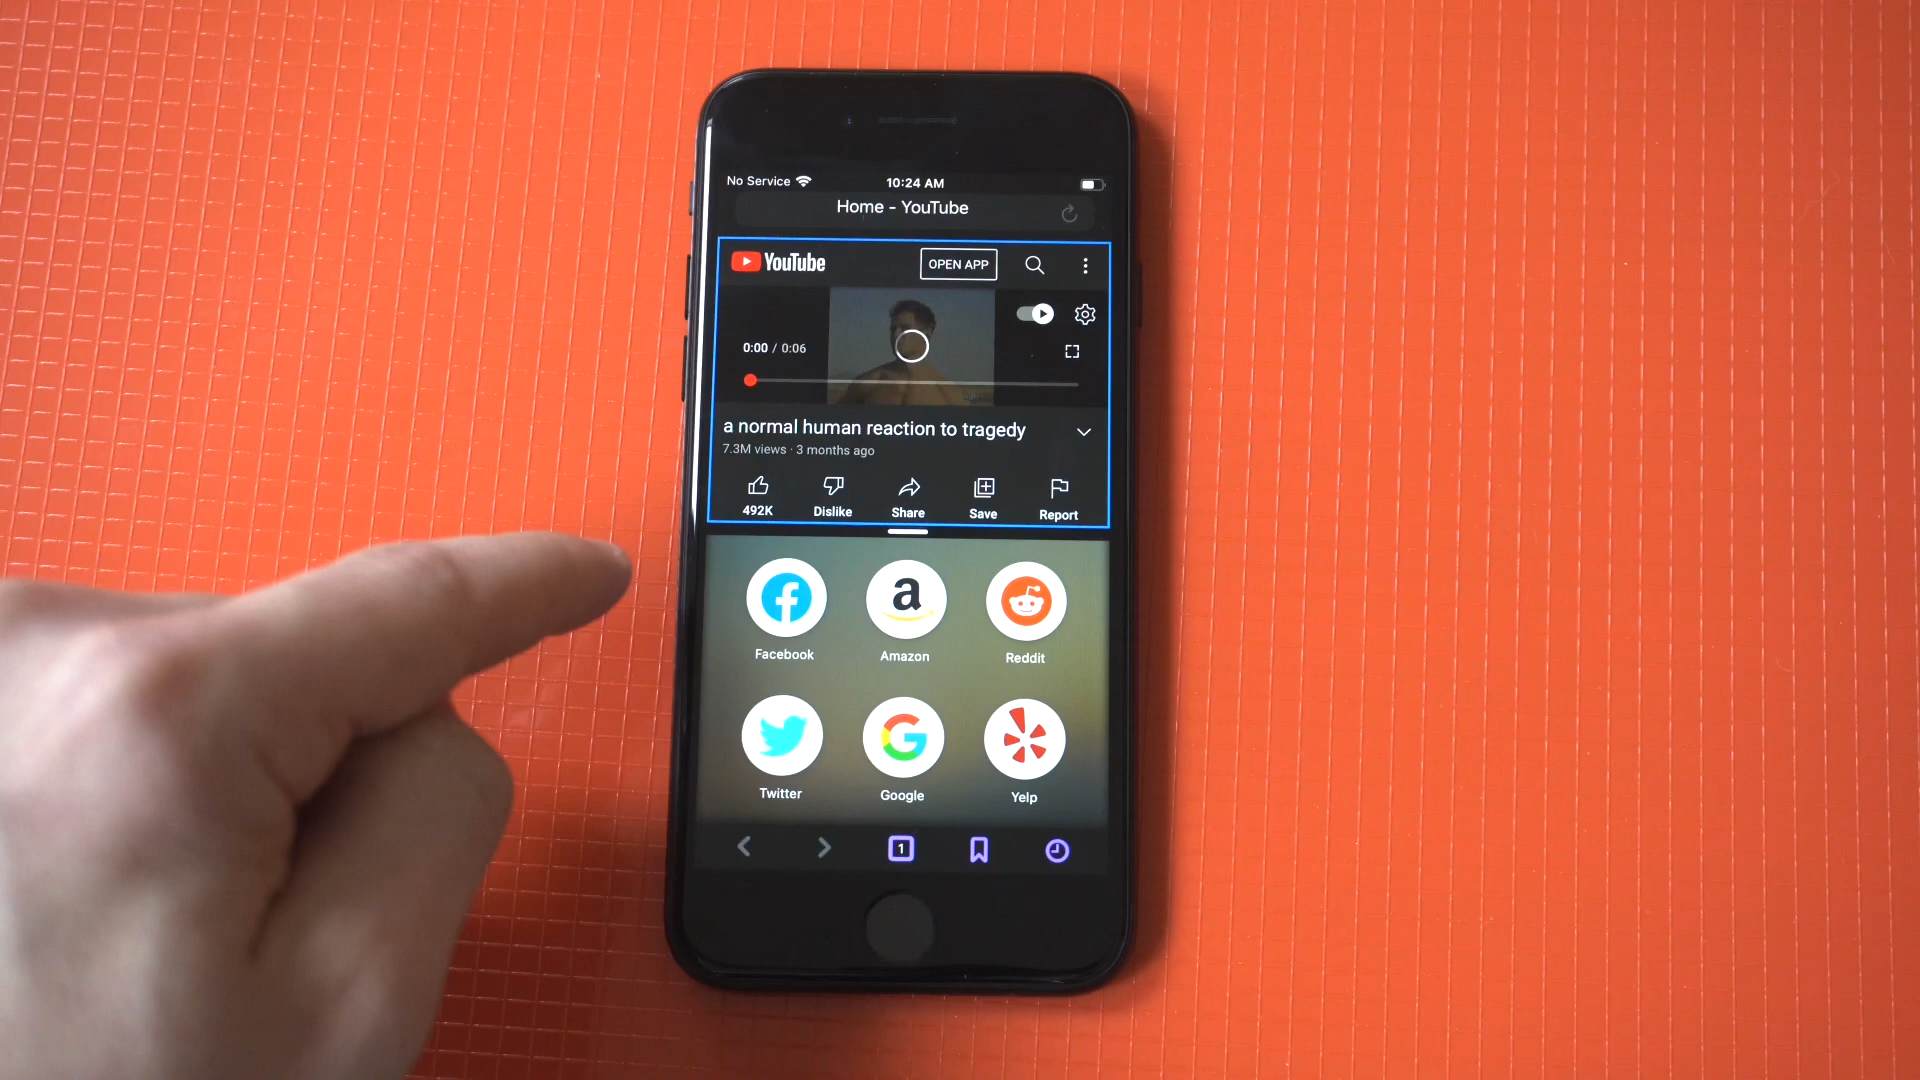 No Service
10:24 AM
Home - YouTube
YouTube
OPEN APP
0:00 / 0:06
a normal human reaction to tragedy
7.3M views · 3 months ago
492K
Dislike
Share
Save
Report
Facebook
a
Amazon
Reddit
Twitter
Google
Yelp
1